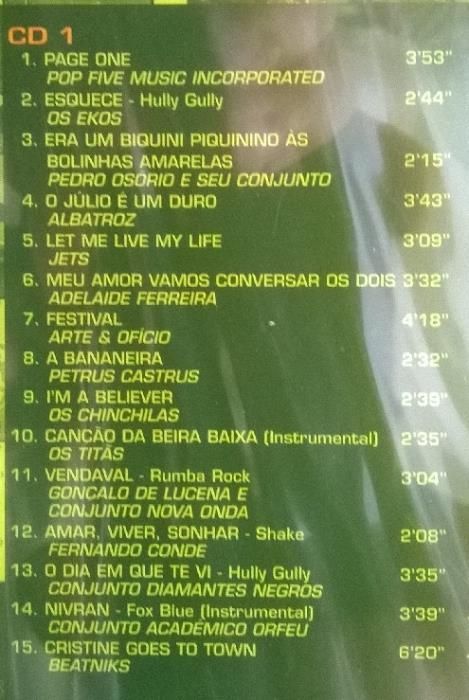 CD 1
1. PAGE ONE 3'53"
POP FIVE MUSIC INCORPORATED
2. ESQUECE - Hully Gully 2'44"
OS EKOS
3. ERA UM BIQUINI PIQUININO ÀS
BOLINHAS AMARELAS 2'15"
PEDRO OSÓRIO E SEU CONJUNTO
4. O JÚLIO É UM DURO 3'43"
ALBATROZ
5. LET ME LIVE MY LIFE 3'09"
JETS
6. MEU AMOR VAMOS CONVERSAR OS DOIS 3'32"
ADELAIDE FERREIRA
7. FESTIVAL 4'18"
ARTE & OFÍCIO
8. A BANANEIRA 2'32"
PETRUS CASTRUS
9. I'M A BELIEVER 2'39"
OS CHINCHILAS
10. CANÇÃO DA BEIRA BAIXA (Instrumental) 2'35"
OS TITÃS
11. VENDAVAL - Rumba Rock 3'04"
GONÇALO DE LUCENA E
CONJUNTO NOVA ONDA
12. AMAR, VIVER, SONHAR - Shake 2'08"
FERNANDO CONDE
13. O DIA EM QUE TE VI - Hully Gully 3'35"
CONJUNTO DIAMANTES NEGROS
14. NIVRAN - Fox Blue (Instrumental) 3'39"
CONJUNTO ACADÉMICO ORFEU
15. CRISTINE GOES TO TOWN 6'20"
BEATNIKS